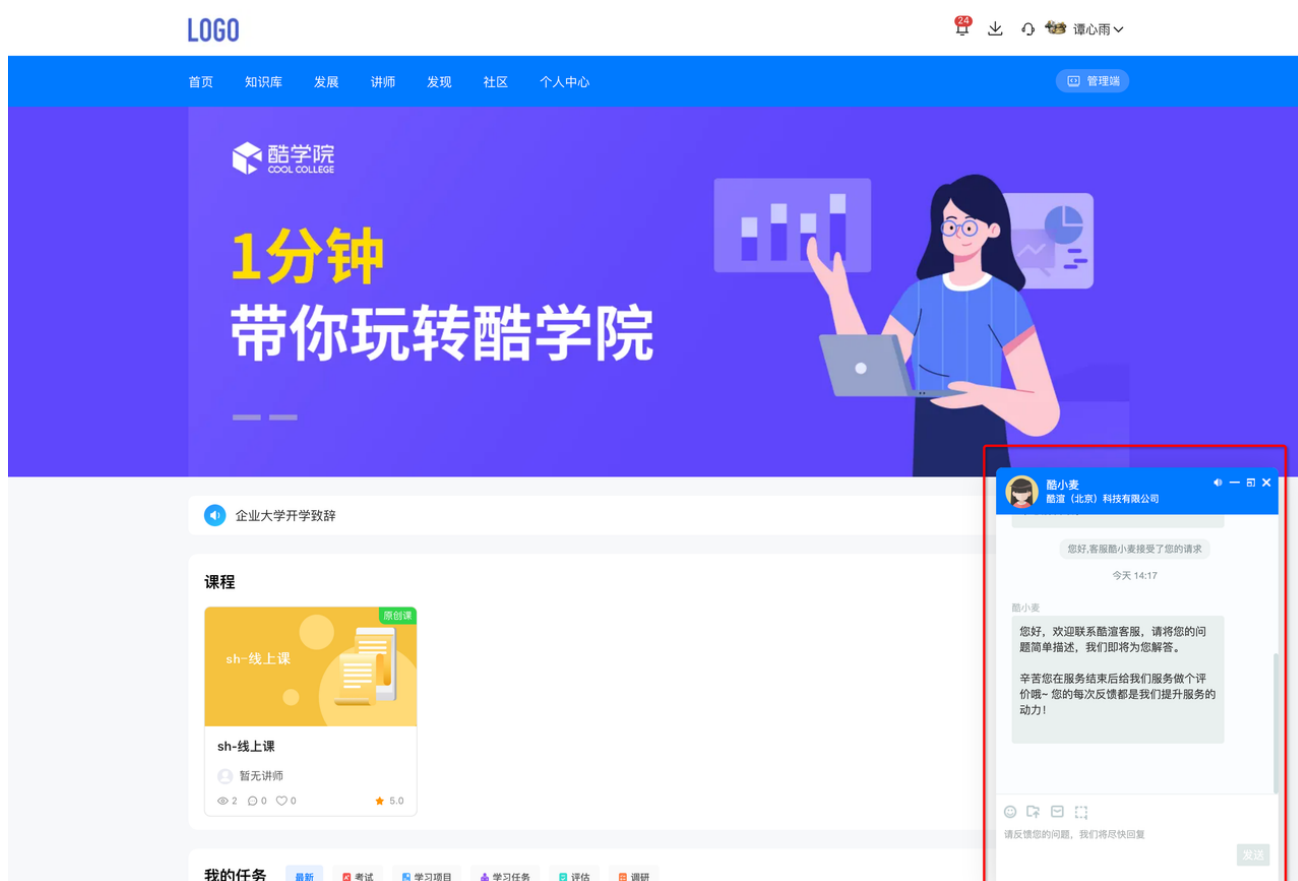 LOGO
24
谭心雨
首页 知识库 发展 讲师 发现 社区 个人中心
管理端
酷学院
COOL COLLEGE
1分钟
带你玩转酷学院
企业大学开学致辞
课程
原创课
sh-线上课
sh-线上课
暂无讲师
2 0 0 5.0
我的任务 最新 考试 学习项目 学习任务 评估 调研
酷小麦
酷渲（北京）科技有限公司
您好,客服酷小麦接受了您的请求
今天 14:17
酷小麦
您好，欢迎联系酷渲客服，请将您的问
题简单描述，我们即将为您解答。
辛苦您在服务结束后给我们服务做个评
价哦~ 您的每次反馈都是我们提升服务的
动力！
请反馈您的问题，我们将尽快回复
发送